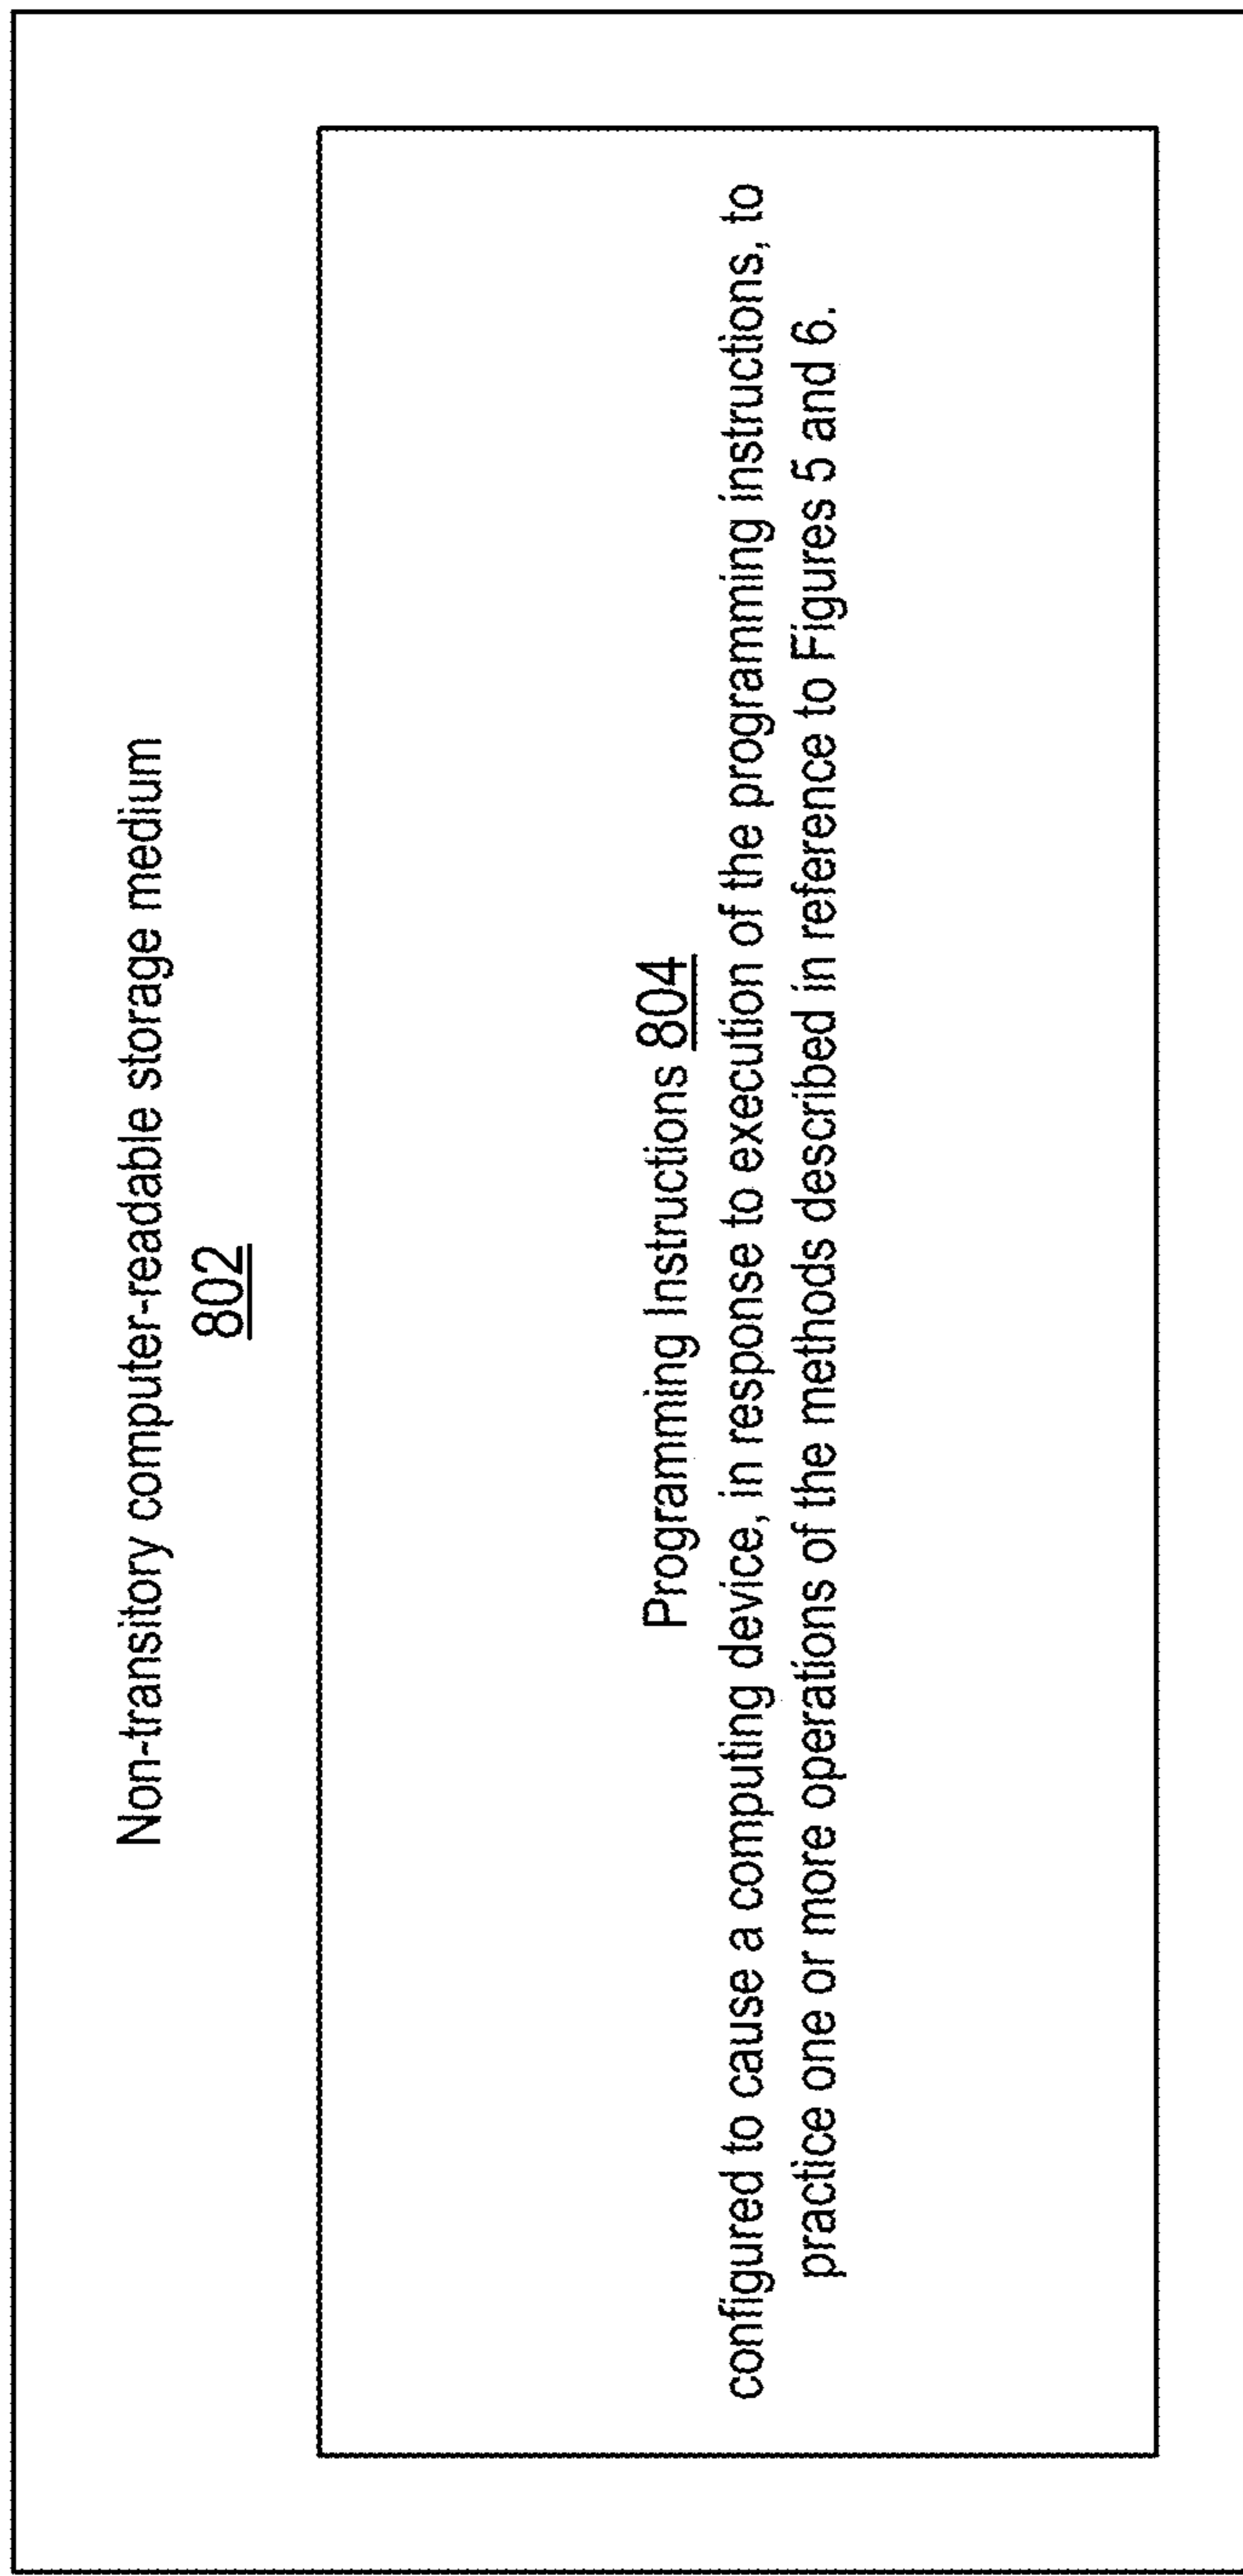 Non-transitory computer-readable storage medium
802
Programming Instructions 804
configured to cause a computing device, in response to execution of the programming instructions, to
practice one or more operations of the methods described in reference to Figures 5 and 6.